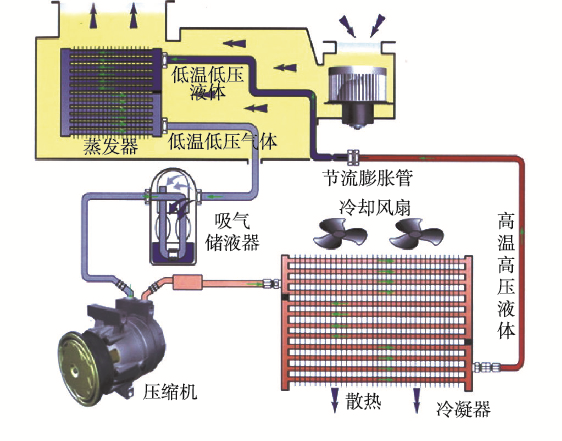 低温低压
液体
低温低压气体
蒸发器
节流膨胀管
吸气
储液器
冷却风扇
高温高压液体
压缩机
散热
冷凝器